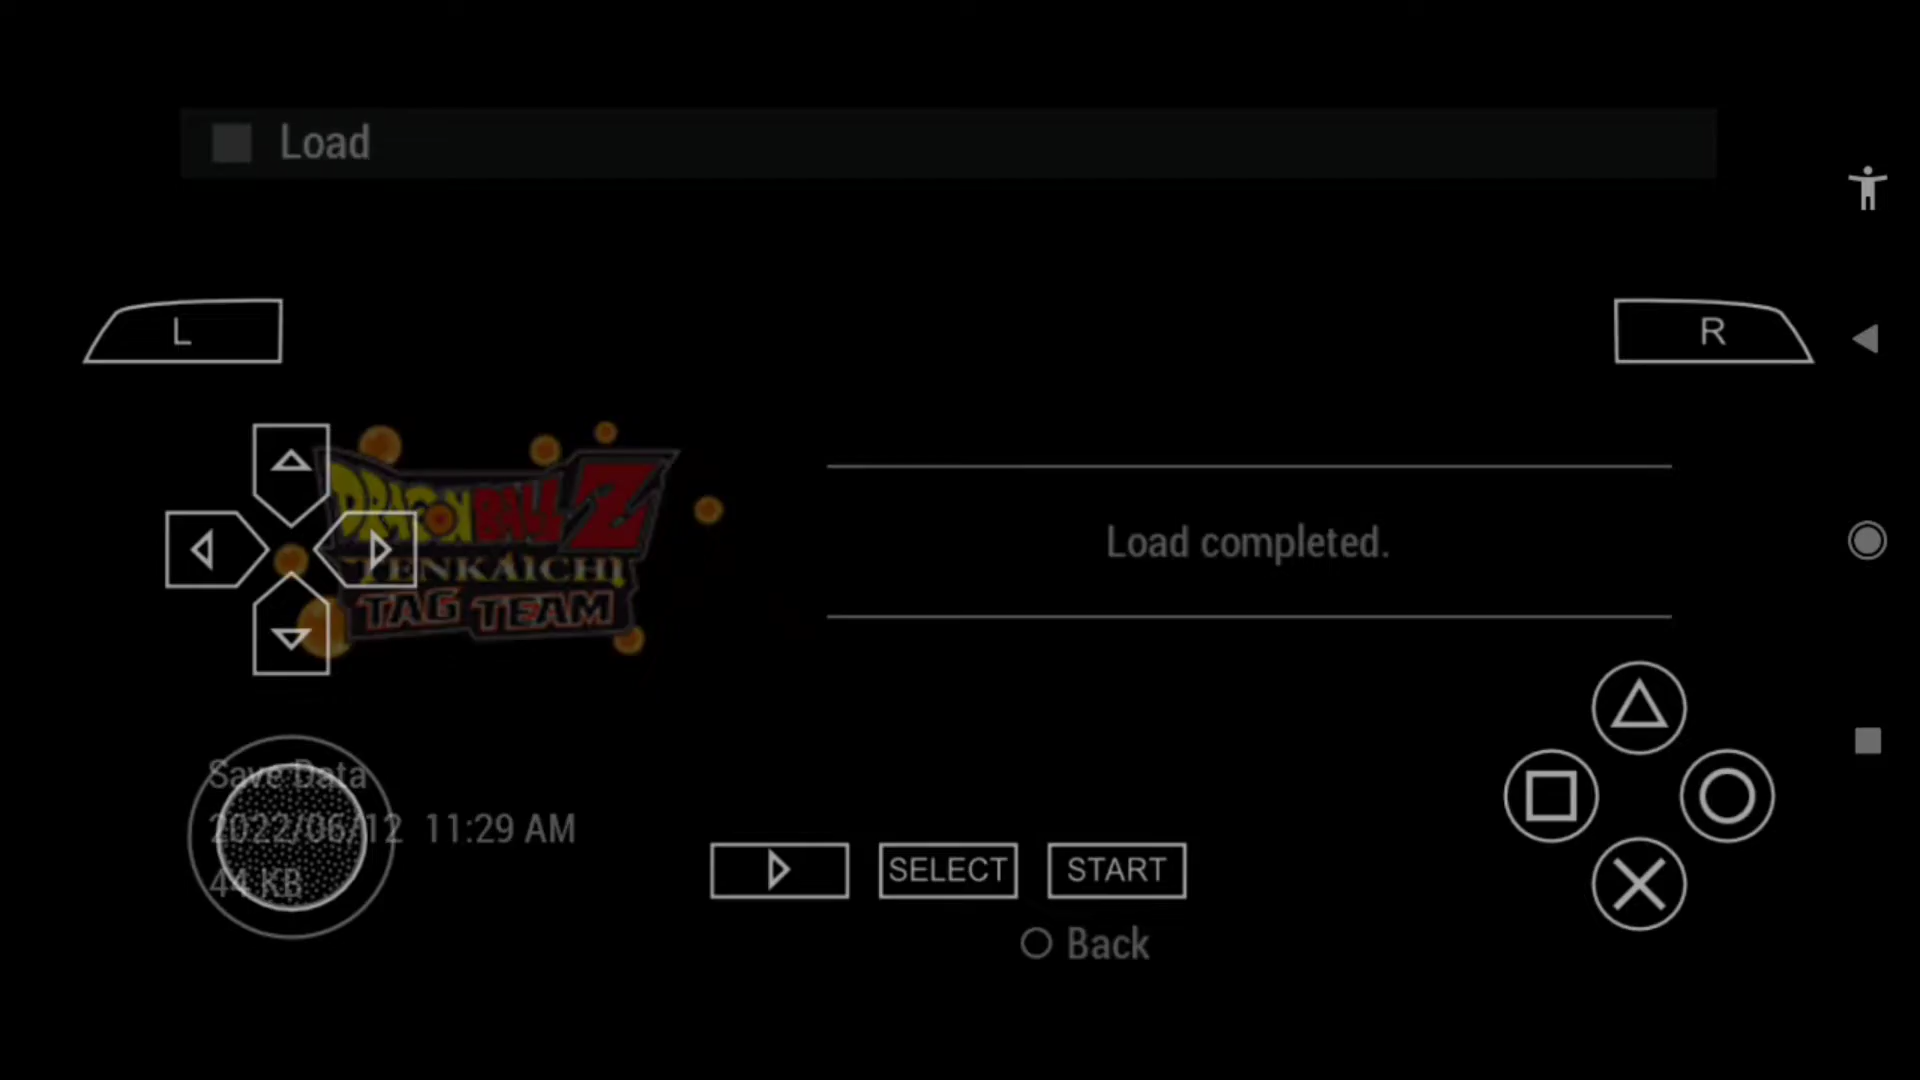 Load
L
R
DRAGON BALL Z
TENKAICHI
TAG TEAM
Load completed.
Save Data
2022/06/12 11:29 AM
44 KB
SELECT
START
Back